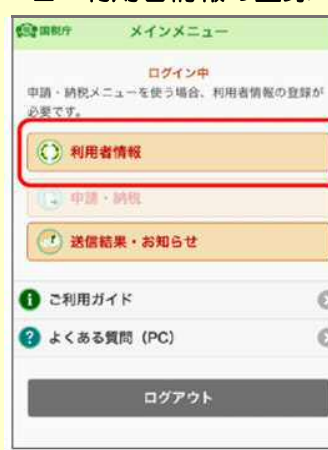 国税庁 メインメニュー
ログイン中
申請・納税メニューを使う場合、利用者情報の登録が
必要です。
利用者情報
申請・納税
送信結果・お知らせ
ご利用ガイド
よくある質問（PC）
ログアウト